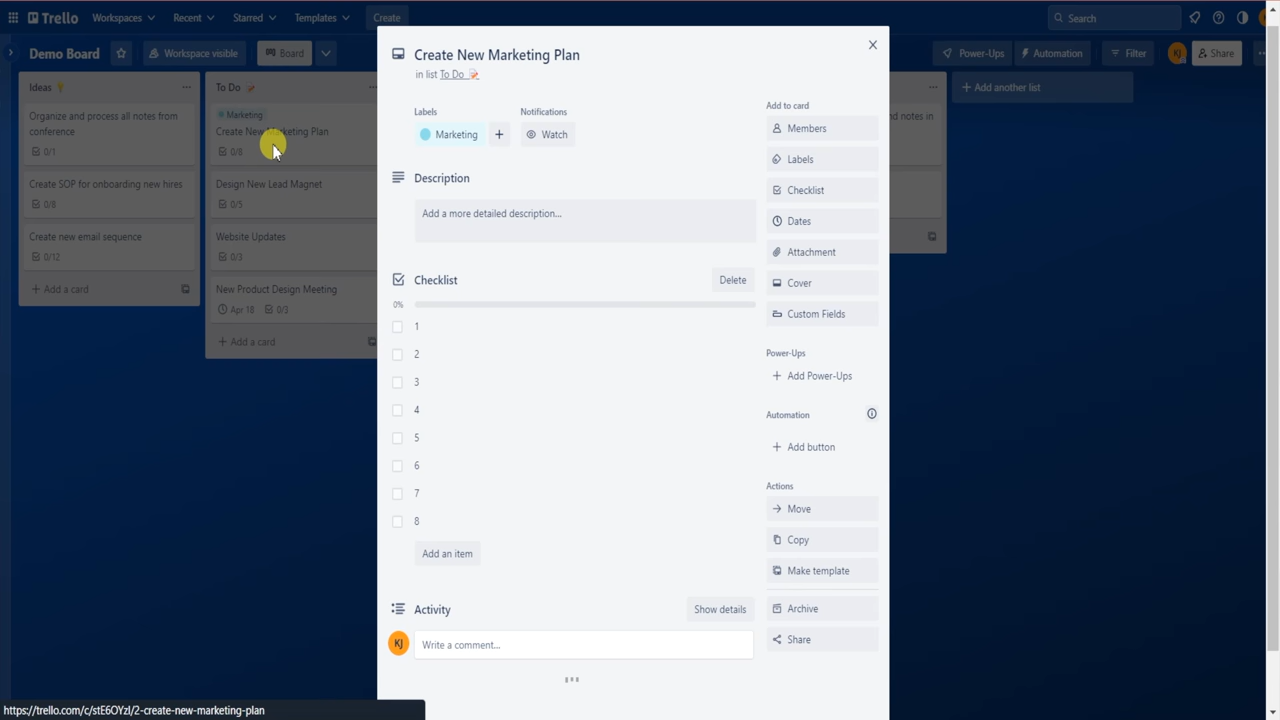 Trello
Workspaces
Recent
Starred
Templates
Create
Search
Demo Board
Workspace visible
Board
Power-Ups
Automation
Filter
KJ
Share
Ideas
Organize and process all notes from
conference
0/1
Create SOP for onboarding new hires
0/8
Create new email sequence
0/12
+ Add a card
To Do
Marketing
Create New Marketing Plan
0/8
Design New Lead Magnet
0/5
Website Updates
0/3
New Product Design Meeting
Apr 18
0/3
+ Add a card
nd notes in
+ Add another list
Create New Marketing Plan
in list To Do
Labels
Notifications
Marketing
+
Watch
Description
Add a more detailed description...
Checklist
Delete
0%
1
2
3
4
5
6
7
8
Add an item
Activity
Show details
KJ
Write a comment...
Add to card
Members
Labels
Checklist
Dates
Attachment
Cover
Custom Fields
Power-Ups
+ Add Power-Ups
Automation
+ Add button
Actions
Move
Copy
Make template
Archive
Share
https://trello.com/c/stE6OYzI/2-create-new-marketing-plan